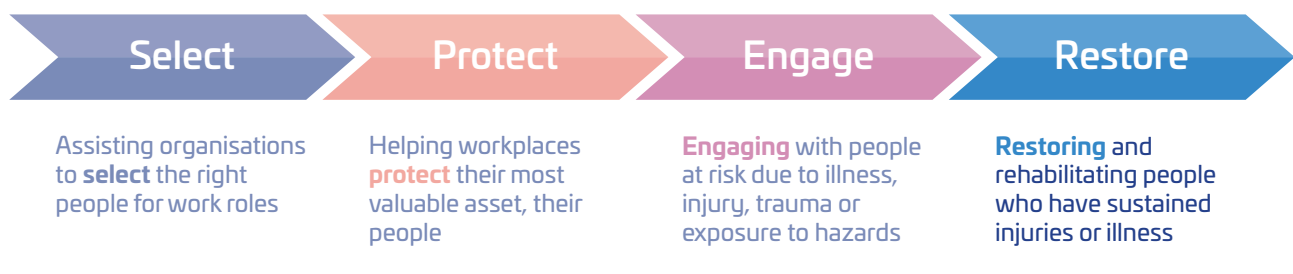 Select
Protect
Engage
Restore
Assisting organisations
to select the right
people for work roles
Helping workplaces
protect their most
valuable asset, their
people
Engaging with people
at risk due to illness,
injury, trauma or
exposure to hazards
Restoring and
rehabilitating people
who have sustained
injuries or illness